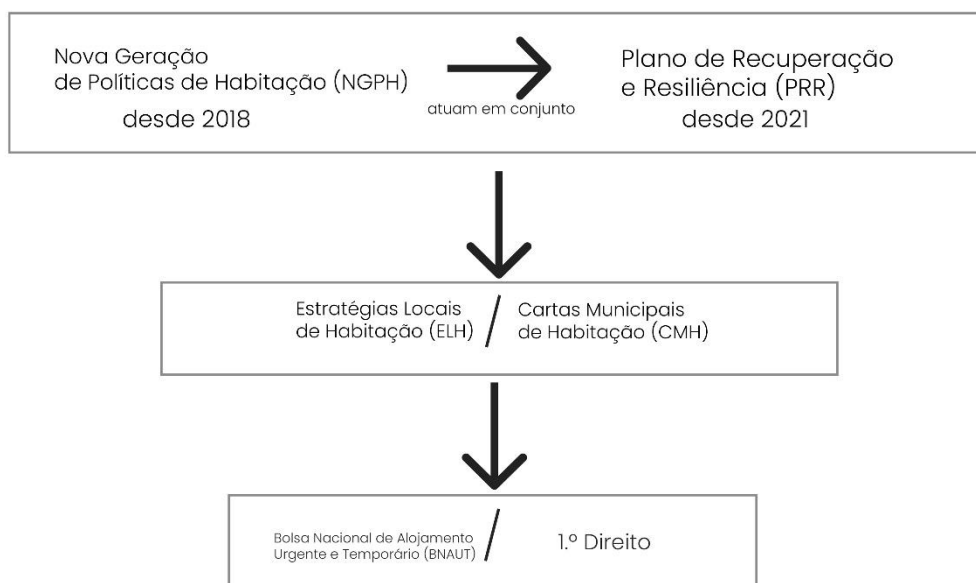 Nova Geração
de Políticas de Habitação (NGPH)
desde 2018
atuam em conjunto
Plano de Recuperação
e Resiliência (PRR)
desde 2021
Estratégias Locais
de Habitação (ELH)
/
Cartas Municipais
de Habitação (CMH)
Bolsa Nacional de Alojamento
Urgente e Temporário (BNAUT)
/
1.º Direito